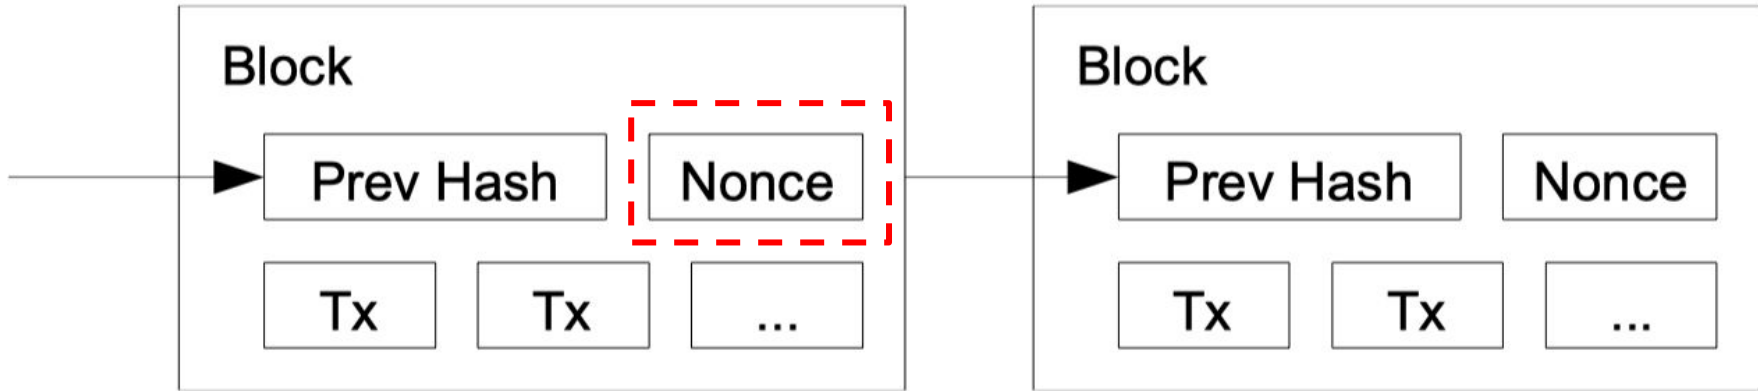 Block
Prev Hash
Nonce
Tx
Tx
...
Block
Prev Hash
Nonce
Tx
Tx
...